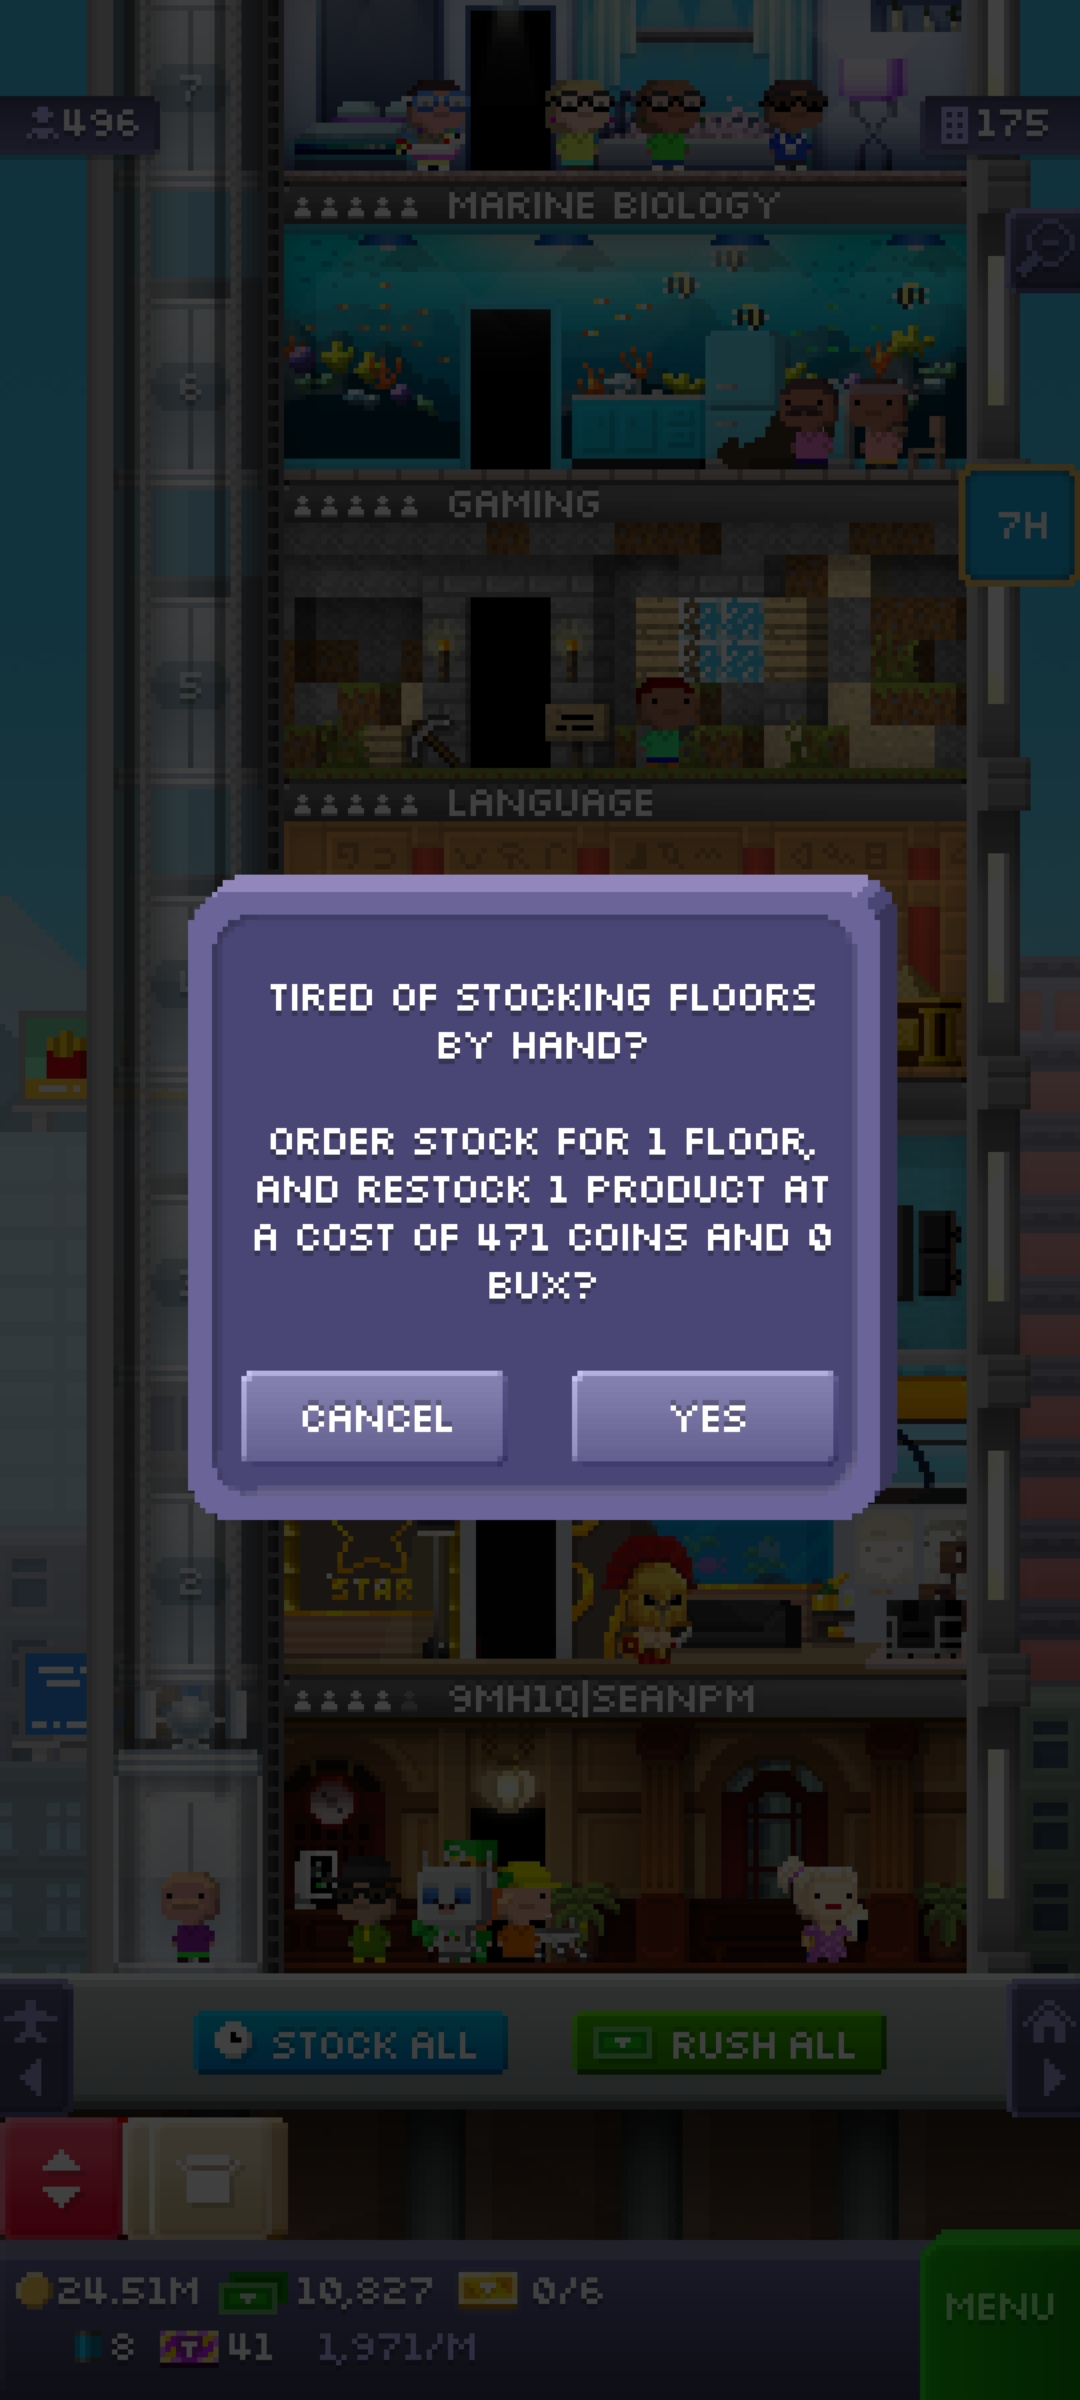 7
496
175
MARINE BIOLOGY
6
GAMING
7H
5
LANGUAGE
TIRED OF STOCKING FLOORS
BY HAND?
ORDER STOCK FOR 1 FLOOR,
AND RESTOCK 1 PRODUCT AT
A COST OF 471 COINS AND 0
BUX?
CANCEL
YES
2
STAR
9MH1Q|SEANPM
STOCK ALL
RUSH ALL
24.51M
10,827
0/6
MENU
8
41
1,971/M